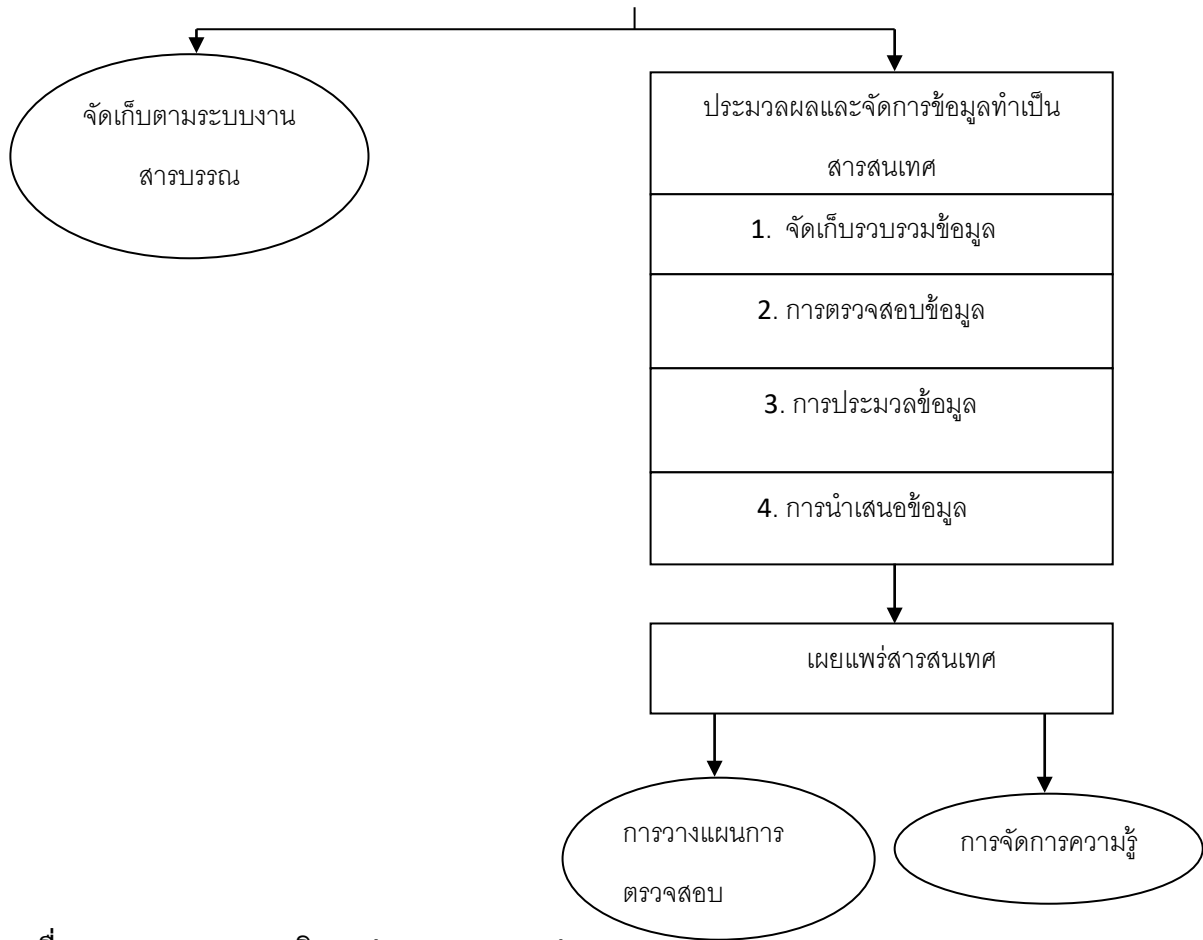 จัดเก็บตามระบบงาน
สารบรรณ
ประมวลผลและจัดการข้อมูลทำเป็น
สารสนเทศ
1. จัดเก็บรวบรวมข้อมูล
2. การตรวจสอบข้อมูล
3. การประมวลข้อมูล
4. การนำเสนอข้อมูล
เผยแพร่สารสนเทศ
การวางแผนการ
ตรวจสอบ
การจัดการความรู้